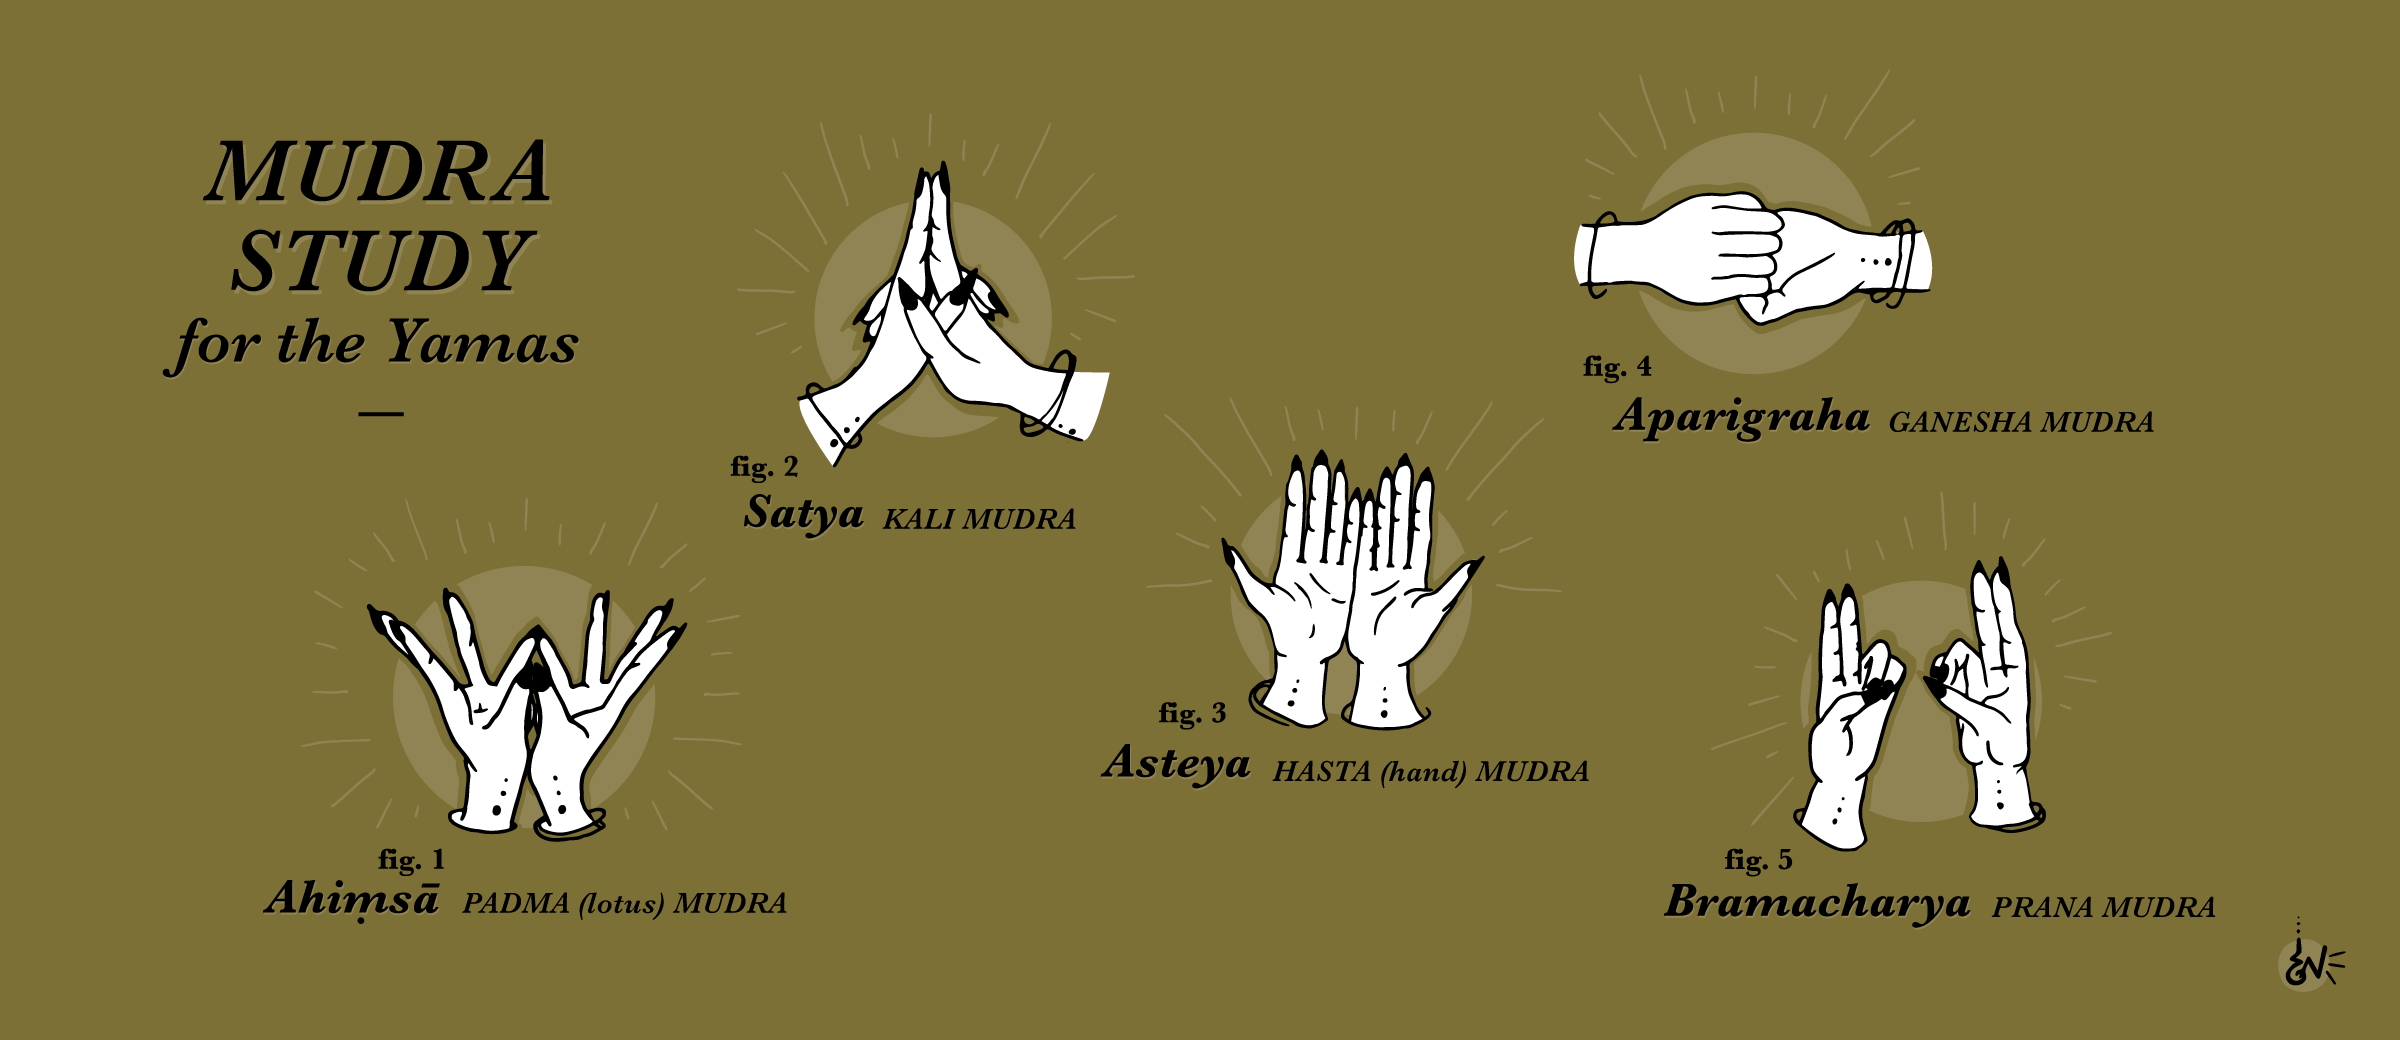 MUDRA
STUDY
for the Yamas
—
fig. 1
Ahiṃsā PADMA (lotus) MUDRA
fig. 2
Satya KALI MUDRA
fig. 3
Asteya HASTA (hand) MUDRA
fig. 4
Aparigraha GANESHA MUDRA
fig. 5
Bramacharya PRANA MUDRA